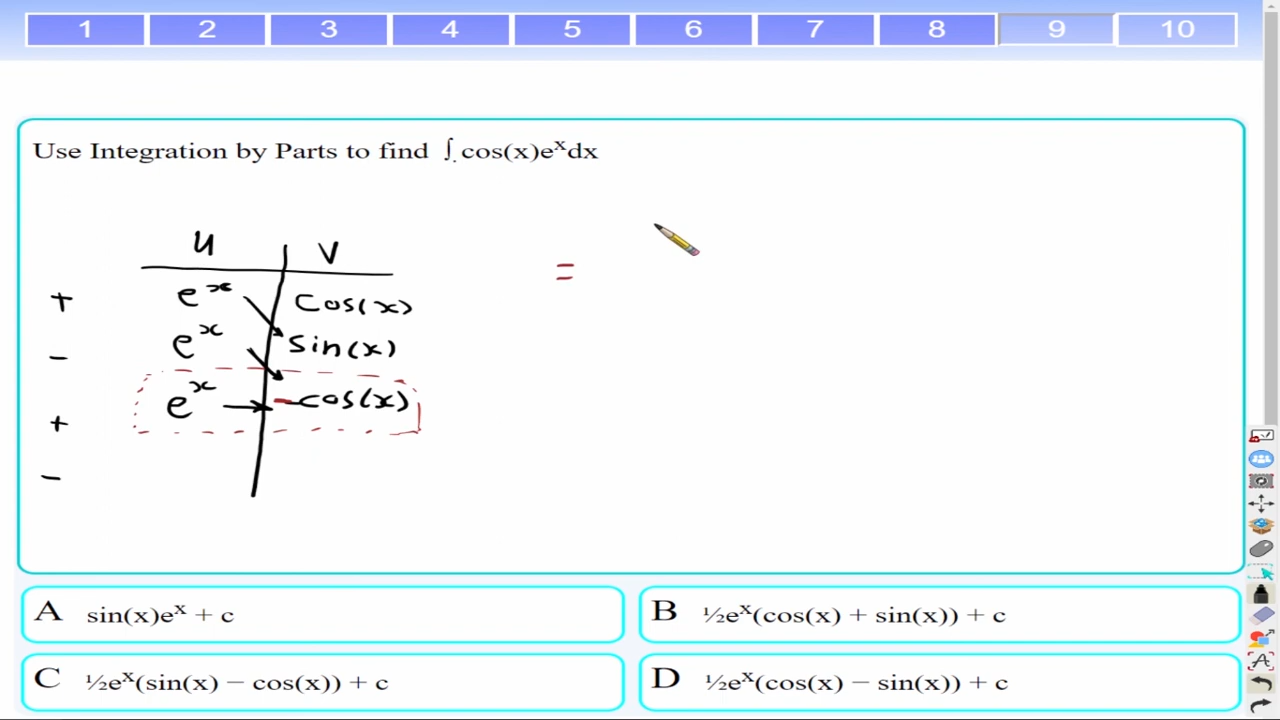 1 2 3 4 5 6 7 8 9 10
Use Integration by Parts to find ∫ cos(x)eˣdx
u v
+ eˣ cos(x) =
- eˣ sin(x)
+ eˣ -cos(x)
-
A sin(x)eˣ + c
B ½eˣ(cos(x) + sin(x)) + c
C ½eˣ(sin(x) − cos(x)) + c
D ½eˣ(cos(x) − sin(x)) + c